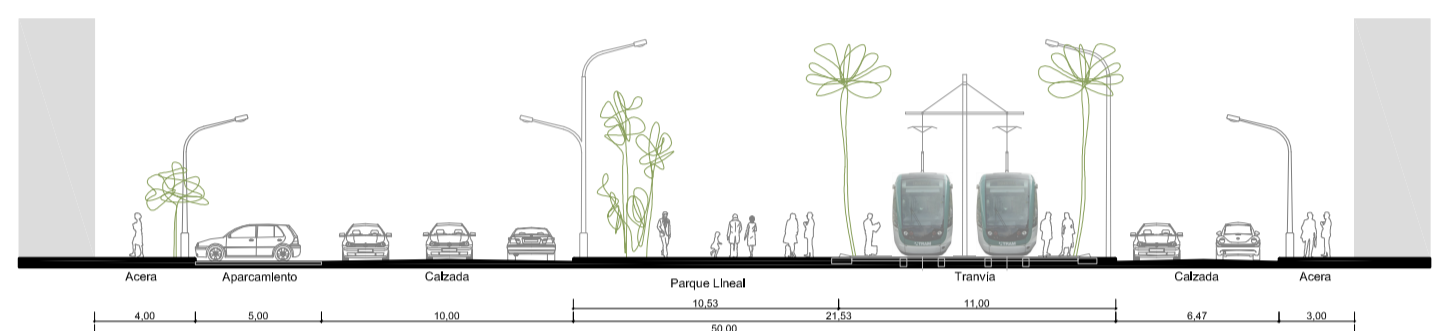 Acera Aparcamiento Calzada Parque LIneal Tranvia Calzada Acera
10,53 11,00
4,00 5,00 10,00 21,53 6,47 3,00
50,00